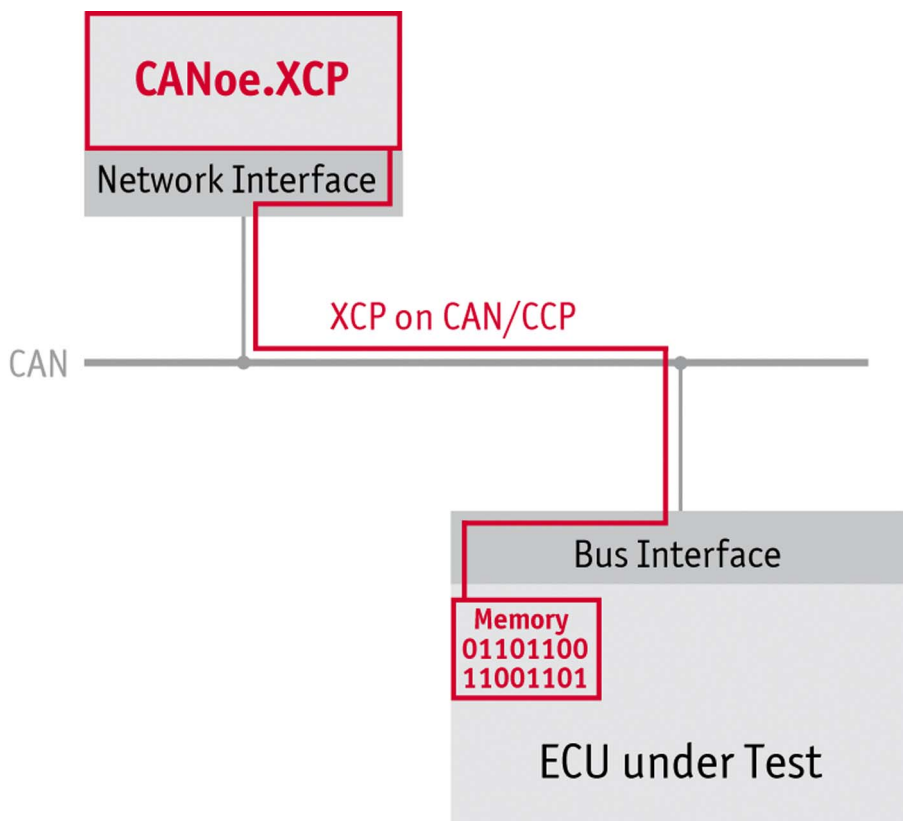 CANoe.XCP
Network Interface
XCP on CAN/CCP
CAN
Bus Interface
Memory
01101100
11001101
ECU under Test